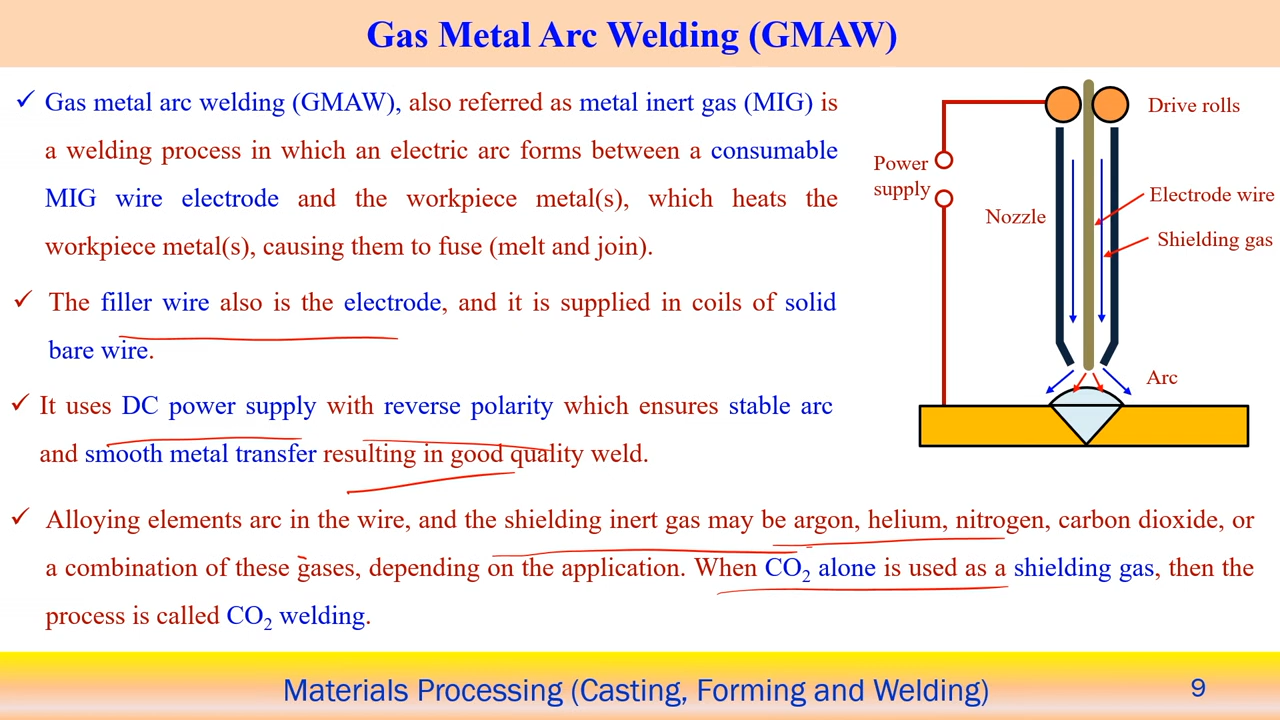 Gas Metal Arc Welding (GMAW)
✓ Gas metal arc welding (GMAW), also referred as metal inert gas (MIG) is
a welding process in which an electric arc forms between a consumable
MIG wire electrode and the workpiece metal(s), which heats the
workpiece metal(s), causing them to fuse (melt and join).
✓ The filler wire also is the electrode, and it is supplied in coils of solid
bare wire.
✓ It uses DC power supply with reverse polarity which ensures stable arc
and smooth metal transfer resulting in good quality weld.
✓ Alloying elements arc in the wire, and the shielding inert gas may be argon, helium, nitrogen, carbon dioxide, or
a combination of these gases, depending on the application. When CO₂ alone is used as a shielding gas, then the
process is called CO₂ welding.
Drive rolls
Power
supply
Electrode wire
Nozzle
Shielding gas
Arc
Materials Processing (Casting, Forming and Welding)
9